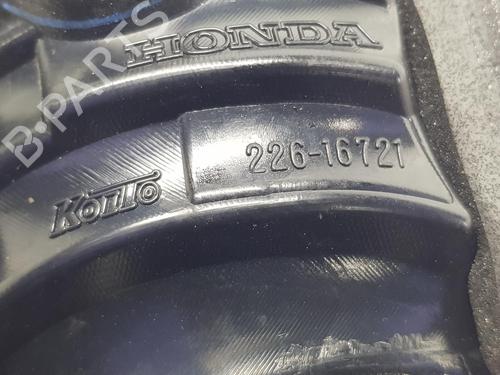 HONDA
226-16721
KOITO
B-PARTS